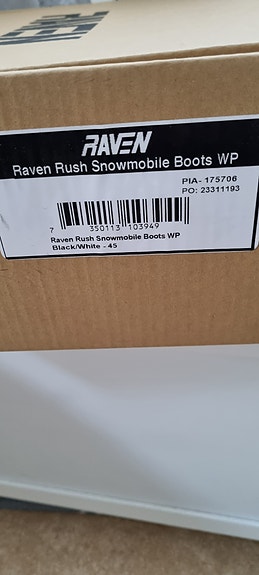 RAVEN
RAVEN
Raven Rush Snowmobile Boots WP
PIA- 175706
PO: 23311193
7 350113 103949
Raven Rush Snowmobile Boots WP
Black/White - 45